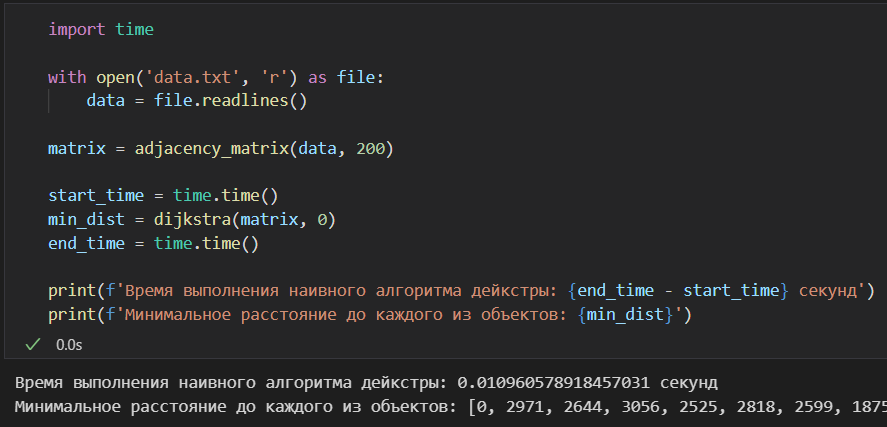 import time
with open('data.txt', 'r') as file:
data = file.readlines()
matrix = adjacency_matrix(data, 200)
start_time = time.time()
min_dist = dijkstra(matrix, 0)
end_time = time.time()
print(f'Время выполнения наивного алгоритма дейкстры: {end_time - start_time} секунд')
print(f'Минимальное расстояние до каждого из объектов: {min_dist}')
0.0s
Время выполнения наивного алгоритма дейкстры: 0.010960578918457031 секунд
Минимальное расстояние до каждого из объектов: [0, 2971, 2644, 3056, 2525, 2818, 2599, 1875